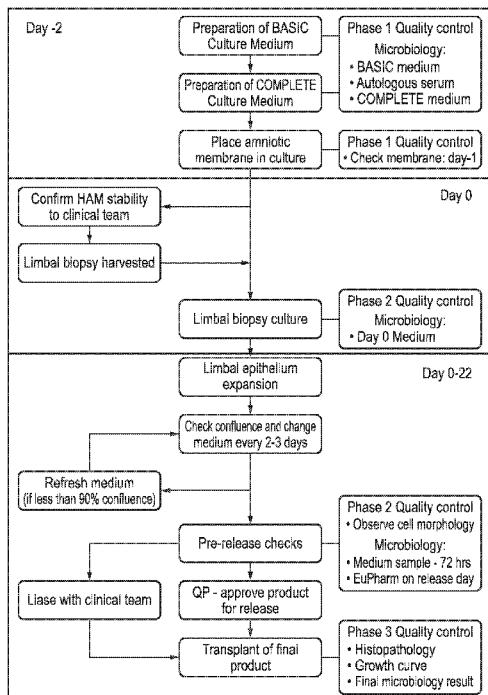 Day -2
Preparation of BASIC
Culture Medium
Preparation of COMPLETE
Culture Medium
Place amniotic
membrane in culture
Phase 1 Quality control
Microbiology:
• BASIC medium
• Autologous serum
• COMPLETE medium
Phase 1 Quality control
• Check membrane: day-1
Day 0
Confirm HAM stability
to clinical team
Limbal biopsy harvested
Limbal biopsy culture
Phase 2 Quality control
Microbiology:
• Day 0 Medium
Day 0-22
Limbal epithelium
expansion
Check confluence and change
medium every 2-3 days
Refresh medium
(if less than 90% confluence)
Pre-release checks
Phase 2 Quality control
• Observe cell morphology
Microbiology:
• Medium sample - 72 hrs
• EuPharm on release day
Liase with clinical team
QP - approve product
for release
Transplant of final
product
Phase 3 Quality control
• Histopathology
• Growth curve
• Final microbiology result